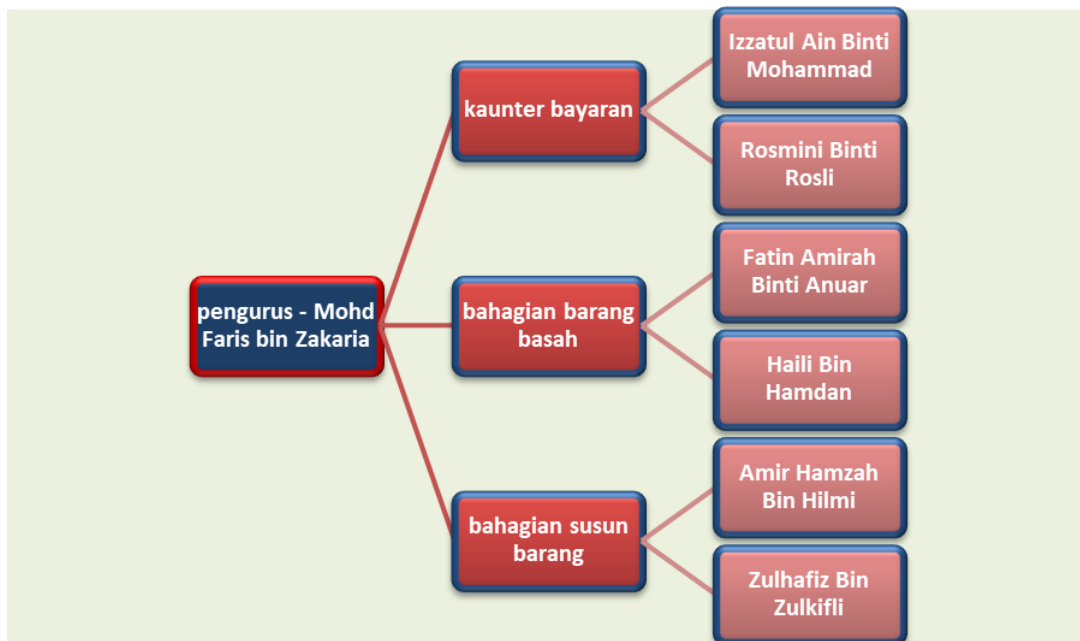 pengurus - Mohd
Faris bin Zakaria
kaunter bayaran
Izzatul Ain Binti
Mohammad
Rosmini Binti
Rosli
bahagian barang
basah
Fatin Amirah
Binti Anuar
Haili Bin
Hamdan
bahagian susun
barang
Amir Hamzah
Bin Hilmi
Zulhafiz Bin
Zulkifli